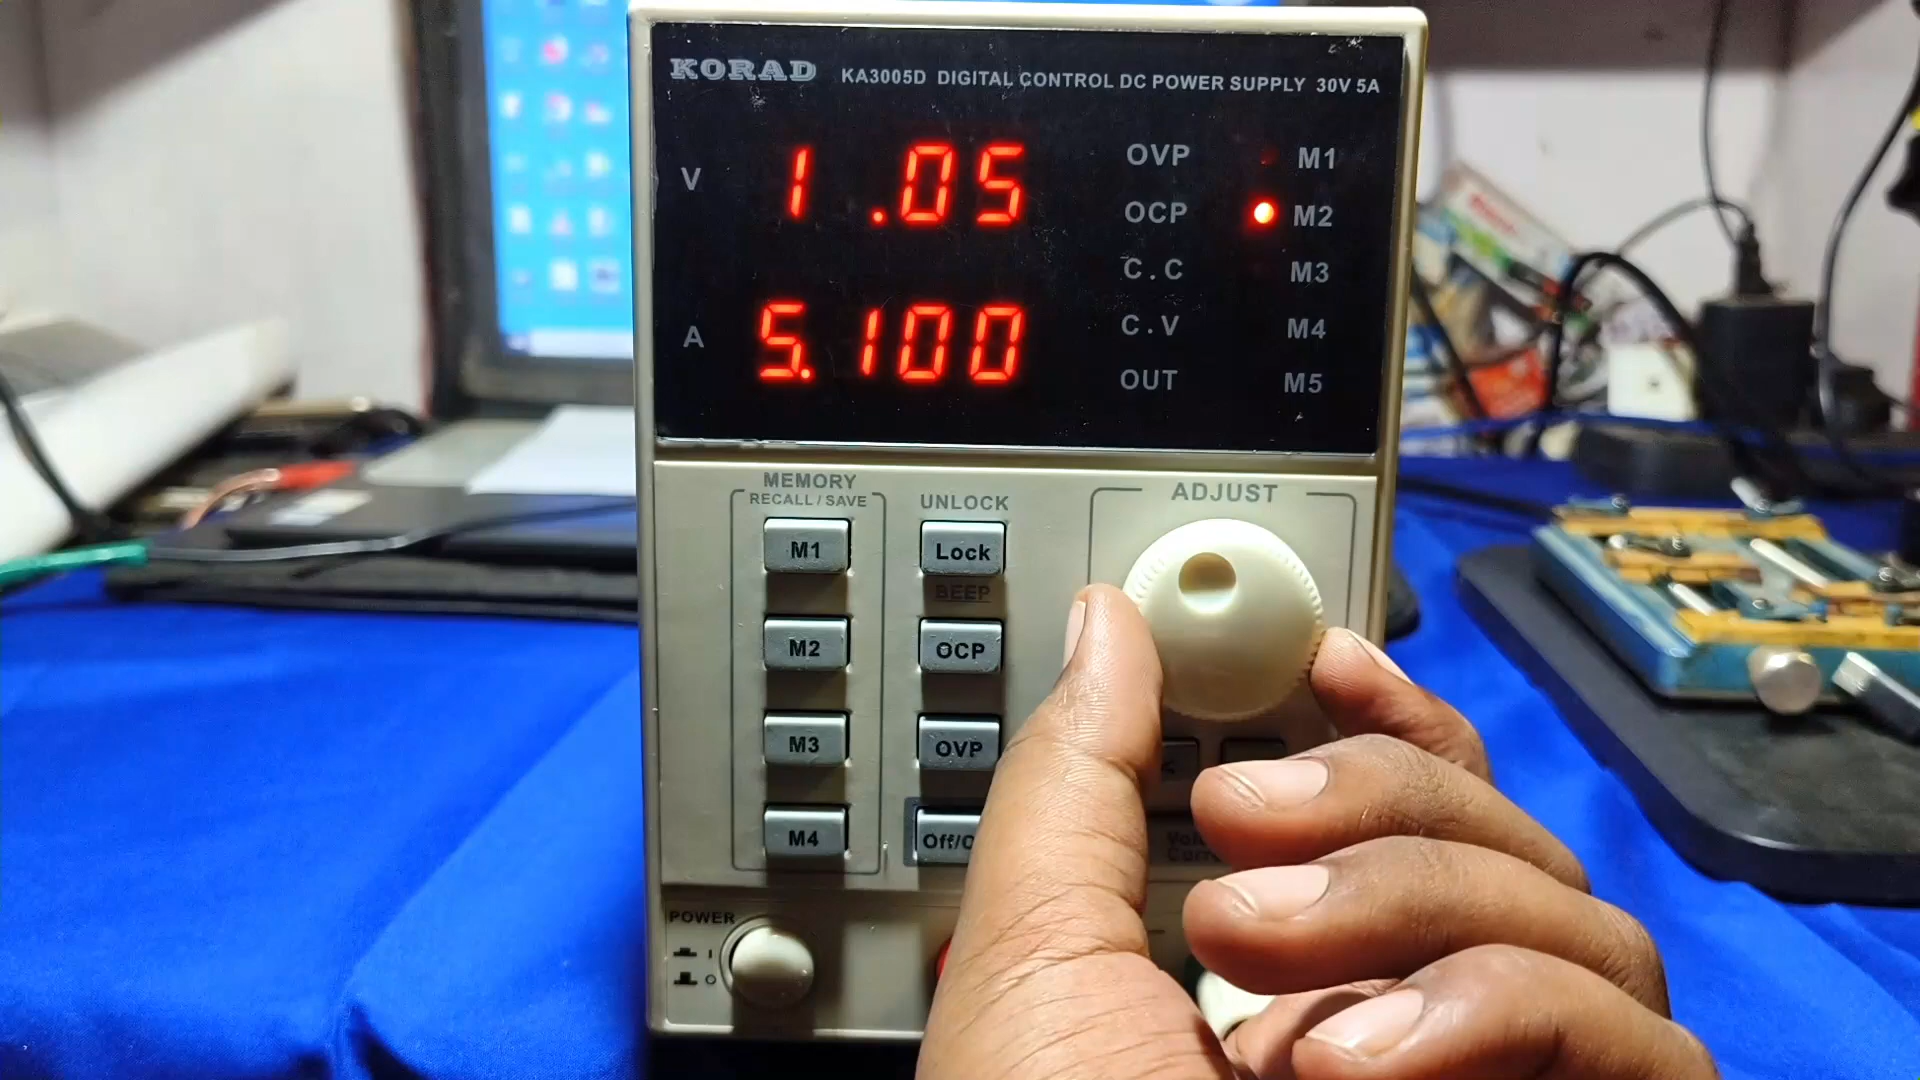 KORAD KA3005D DIGITAL CONTROL DC POWER SUPPLY 30V 5A
V 1.05
A 5.100
OVP M1
OCP M2
C.C M3
C.V M4
OUT M5
MEMORY
RECALL/SAVE
M1
M2
M3
M4
UNLOCK
Lock
BEEP
OCP
OVP
ADJUST
<
POWER
I
O